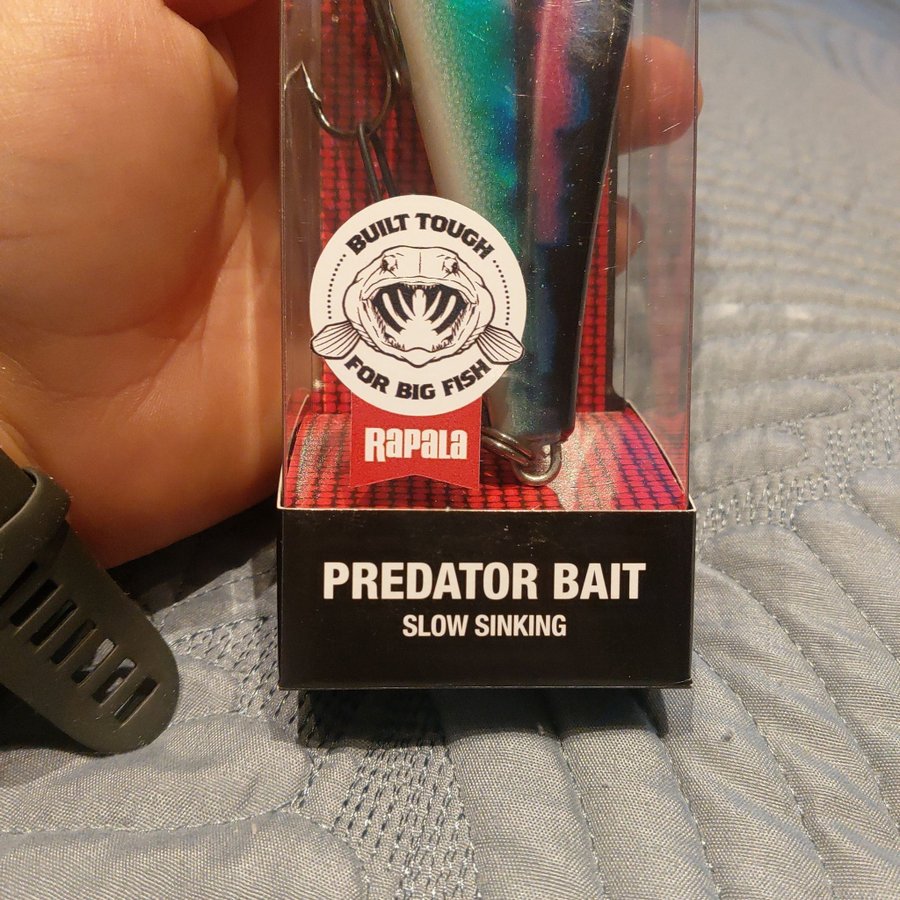 BUILT TOUGH
FOR BIG FISH
RAPALA
PREDATOR BAIT
SLOW SINKING